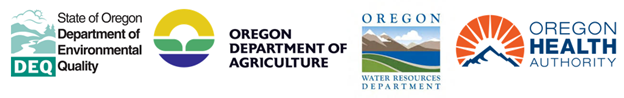 State of Oregon
Department of
Environmental
Quality
DEQ
OREGON
DEPARTMENT OF
AGRICULTURE
OREGON
WATER RESOURCES
DEPARTMENT
OREGON
HEALTH
AUTHORITY